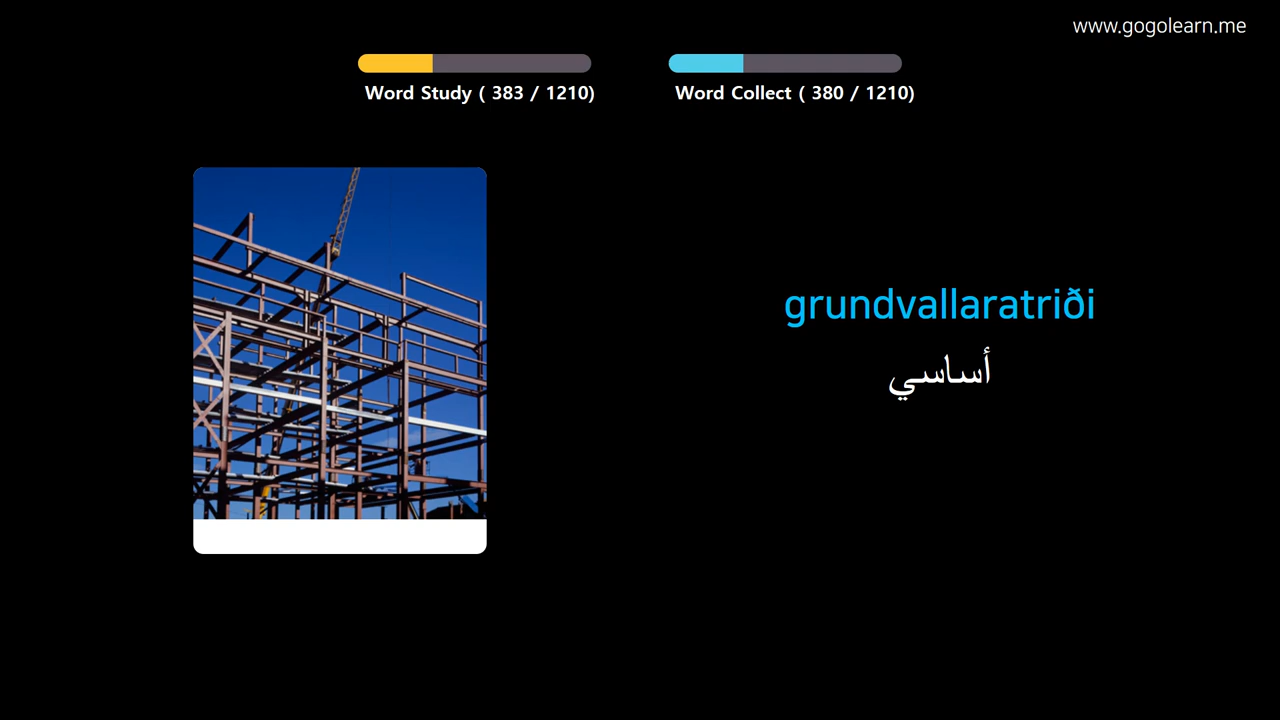 www.gogolearn.me
Word Study ( 383 / 1210)
Word Collect ( 380 / 1210)
grundvallaratriði
أساسي